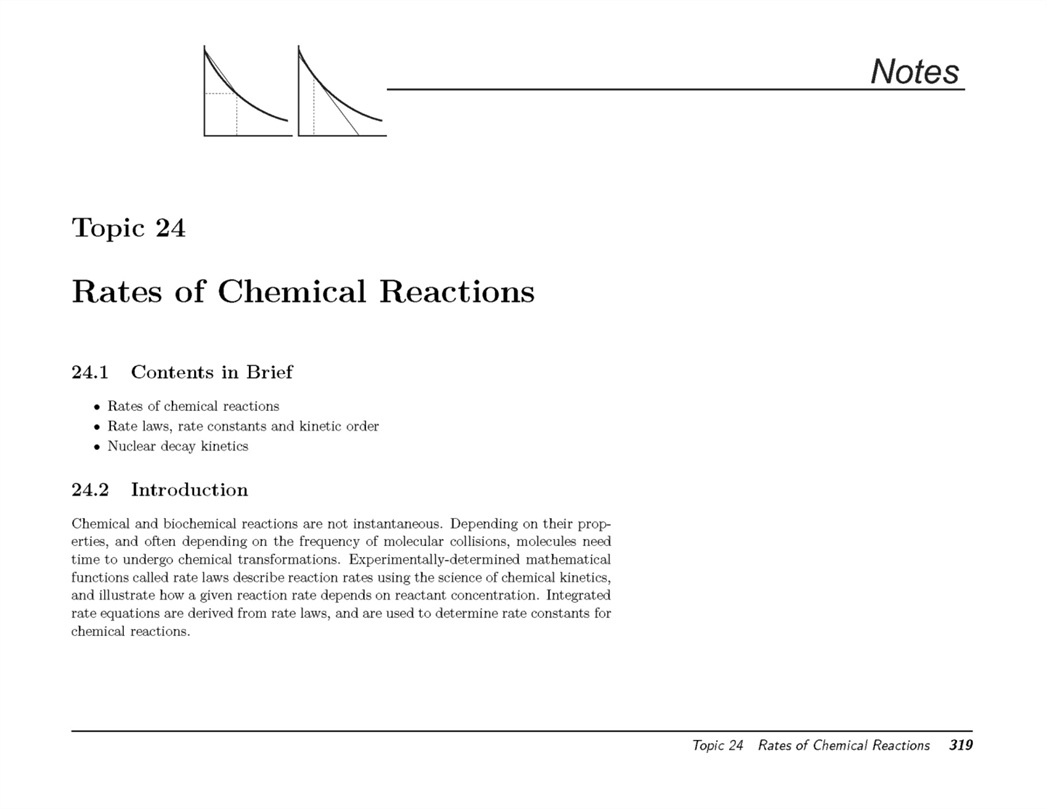 Notes
Topic 24
Rates of Chemical Reactions
24.1 Contents in Brief
• Rates of chemical reactions
• Rate laws, rate constants and kinetic order
• Nuclear decay kinetics
24.2 Introduction
Chemical and biochemical reactions are not instantaneous. Depending on their prop-
erties, and often depending on the frequency of molecular collisions, molecules need
time to undergo chemical transformations. Experimentally-determined mathematical
functions called rate laws describe reaction rates using the science of chemical kinetics,
and illustrate how a given reaction rate depends on reactant concentration. Integrated
rate equations are derived from rate laws, and are used to determine rate constants for
chemical reactions.
Topic 24 Rates of Chemical Reactions 319